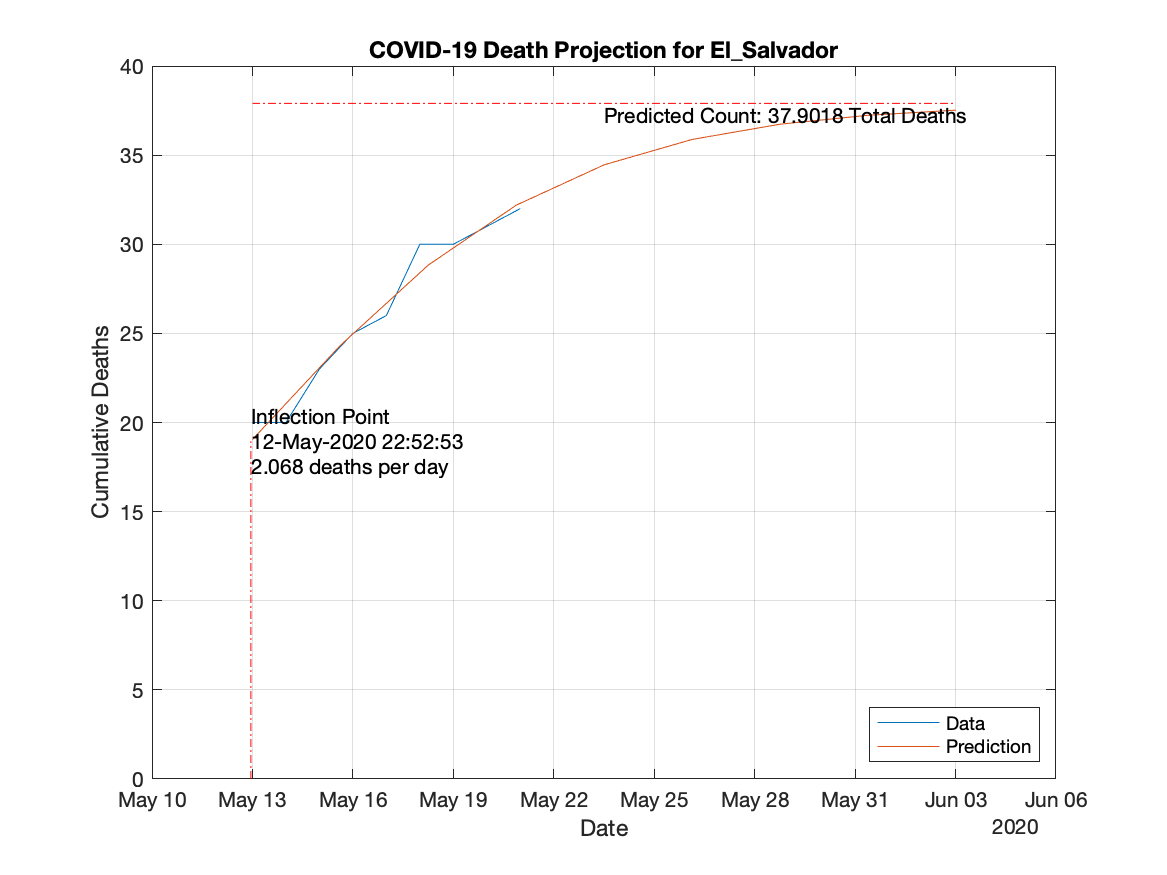 COVID-19 Death Projection for El_Salvador
40
35
30
25
20
15
10
5
0
Cumulative Deaths
Predicted Count: 37.9018 Total Deaths
Inflection Point
12-May-2020 22:52:53
2.068 deaths per day
Data
Prediction
May 10 May 13 May 16 May 19 May 22 May 25 May 28 May 31 Jun 03 Jun 06
Date
2020